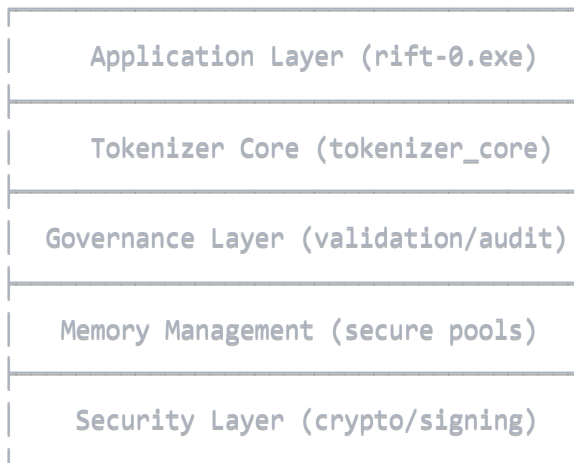 Application Layer (rift-0.exe)
Tokenizer Core (tokenizer_core)
Governance Layer (validation/audit)
Memory Management (secure pools)
Security Layer (crypto/signing)